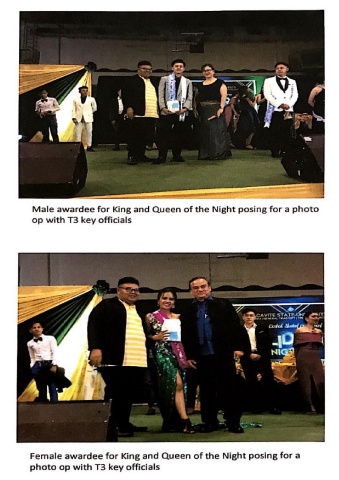 Male awardee for King and Queen of the Night posing for a photo
op with T3 key officials
CAVITE STATE
NIG
Female awardee for King and Queen of the Night posing for a
photo op with T3 key officials